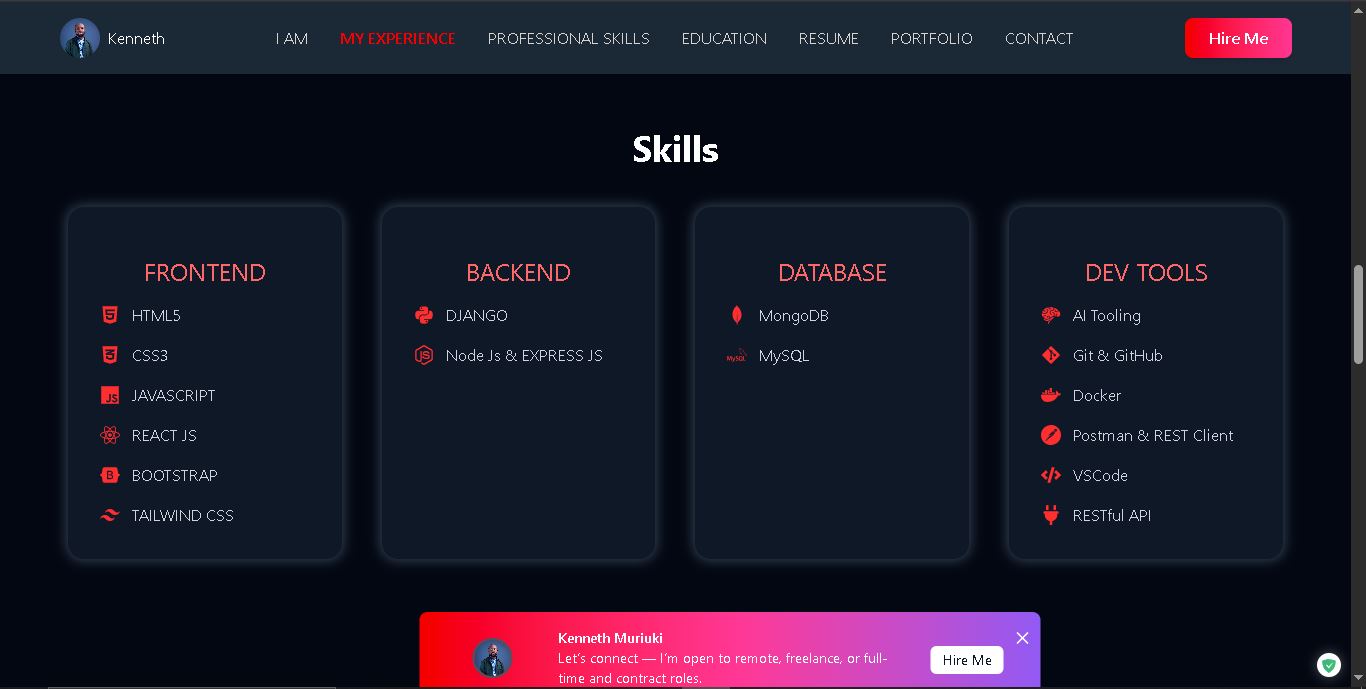 Kenneth
I AM
MY EXPERIENCE
PROFESSIONAL SKILLS
EDUCATION
RESUME
PORTFOLIO
CONTACT
Hire Me
Skills
FRONTEND
HTML5
CSS3
JAVASCRIPT
REACT JS
BOOTSTRAP
TAILWIND CSS
BACKEND
DJANGO
Node Js & EXPRESS JS
DATABASE
MongoDB
MySQL
MySQL
DEV TOOLS
AI Tooling
Git & GitHub
Docker
Postman & REST Client
VSCode
RESTful API
Kenneth Muriuki
Let's connect — I'm open to remote, freelance, or full-
time and contract roles.
Hire Me